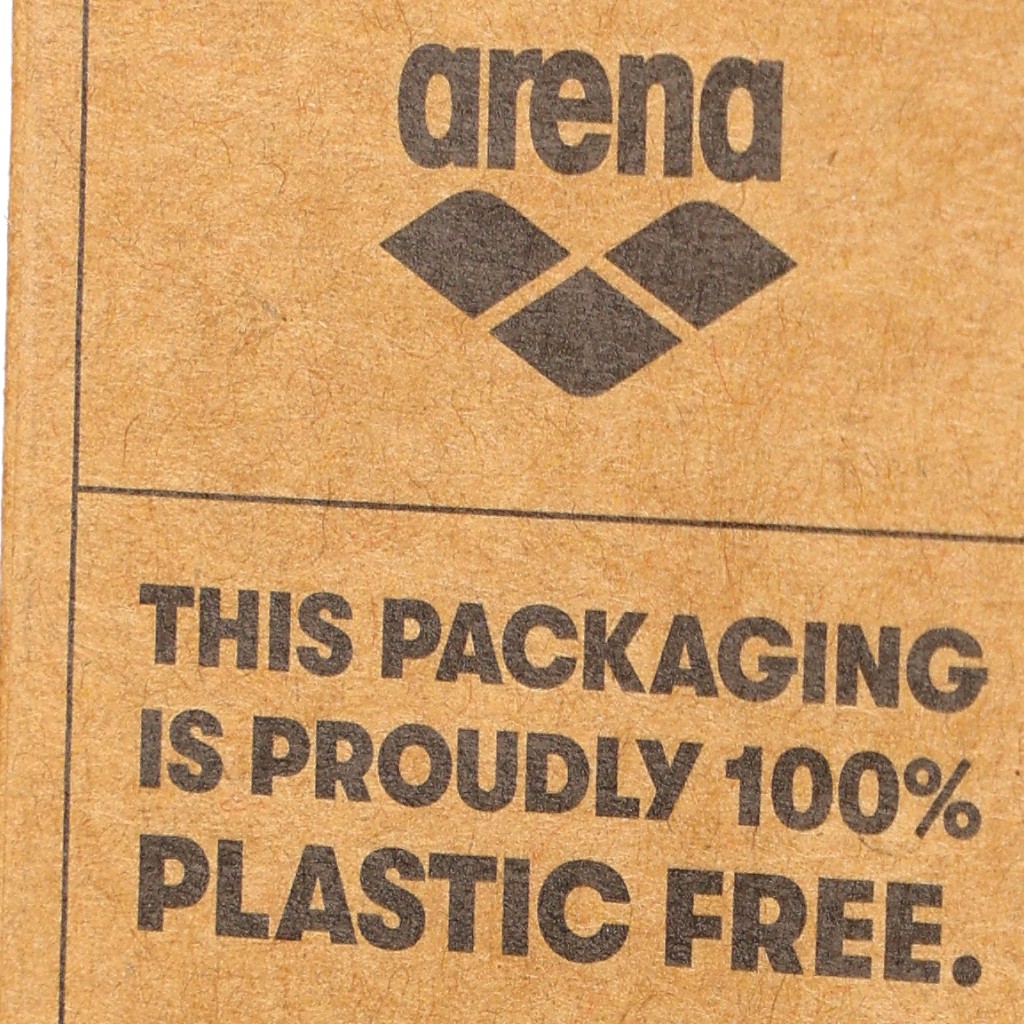 arena
THIS PACKAGING
IS PROUDLY 100%
PLASTIC FREE.